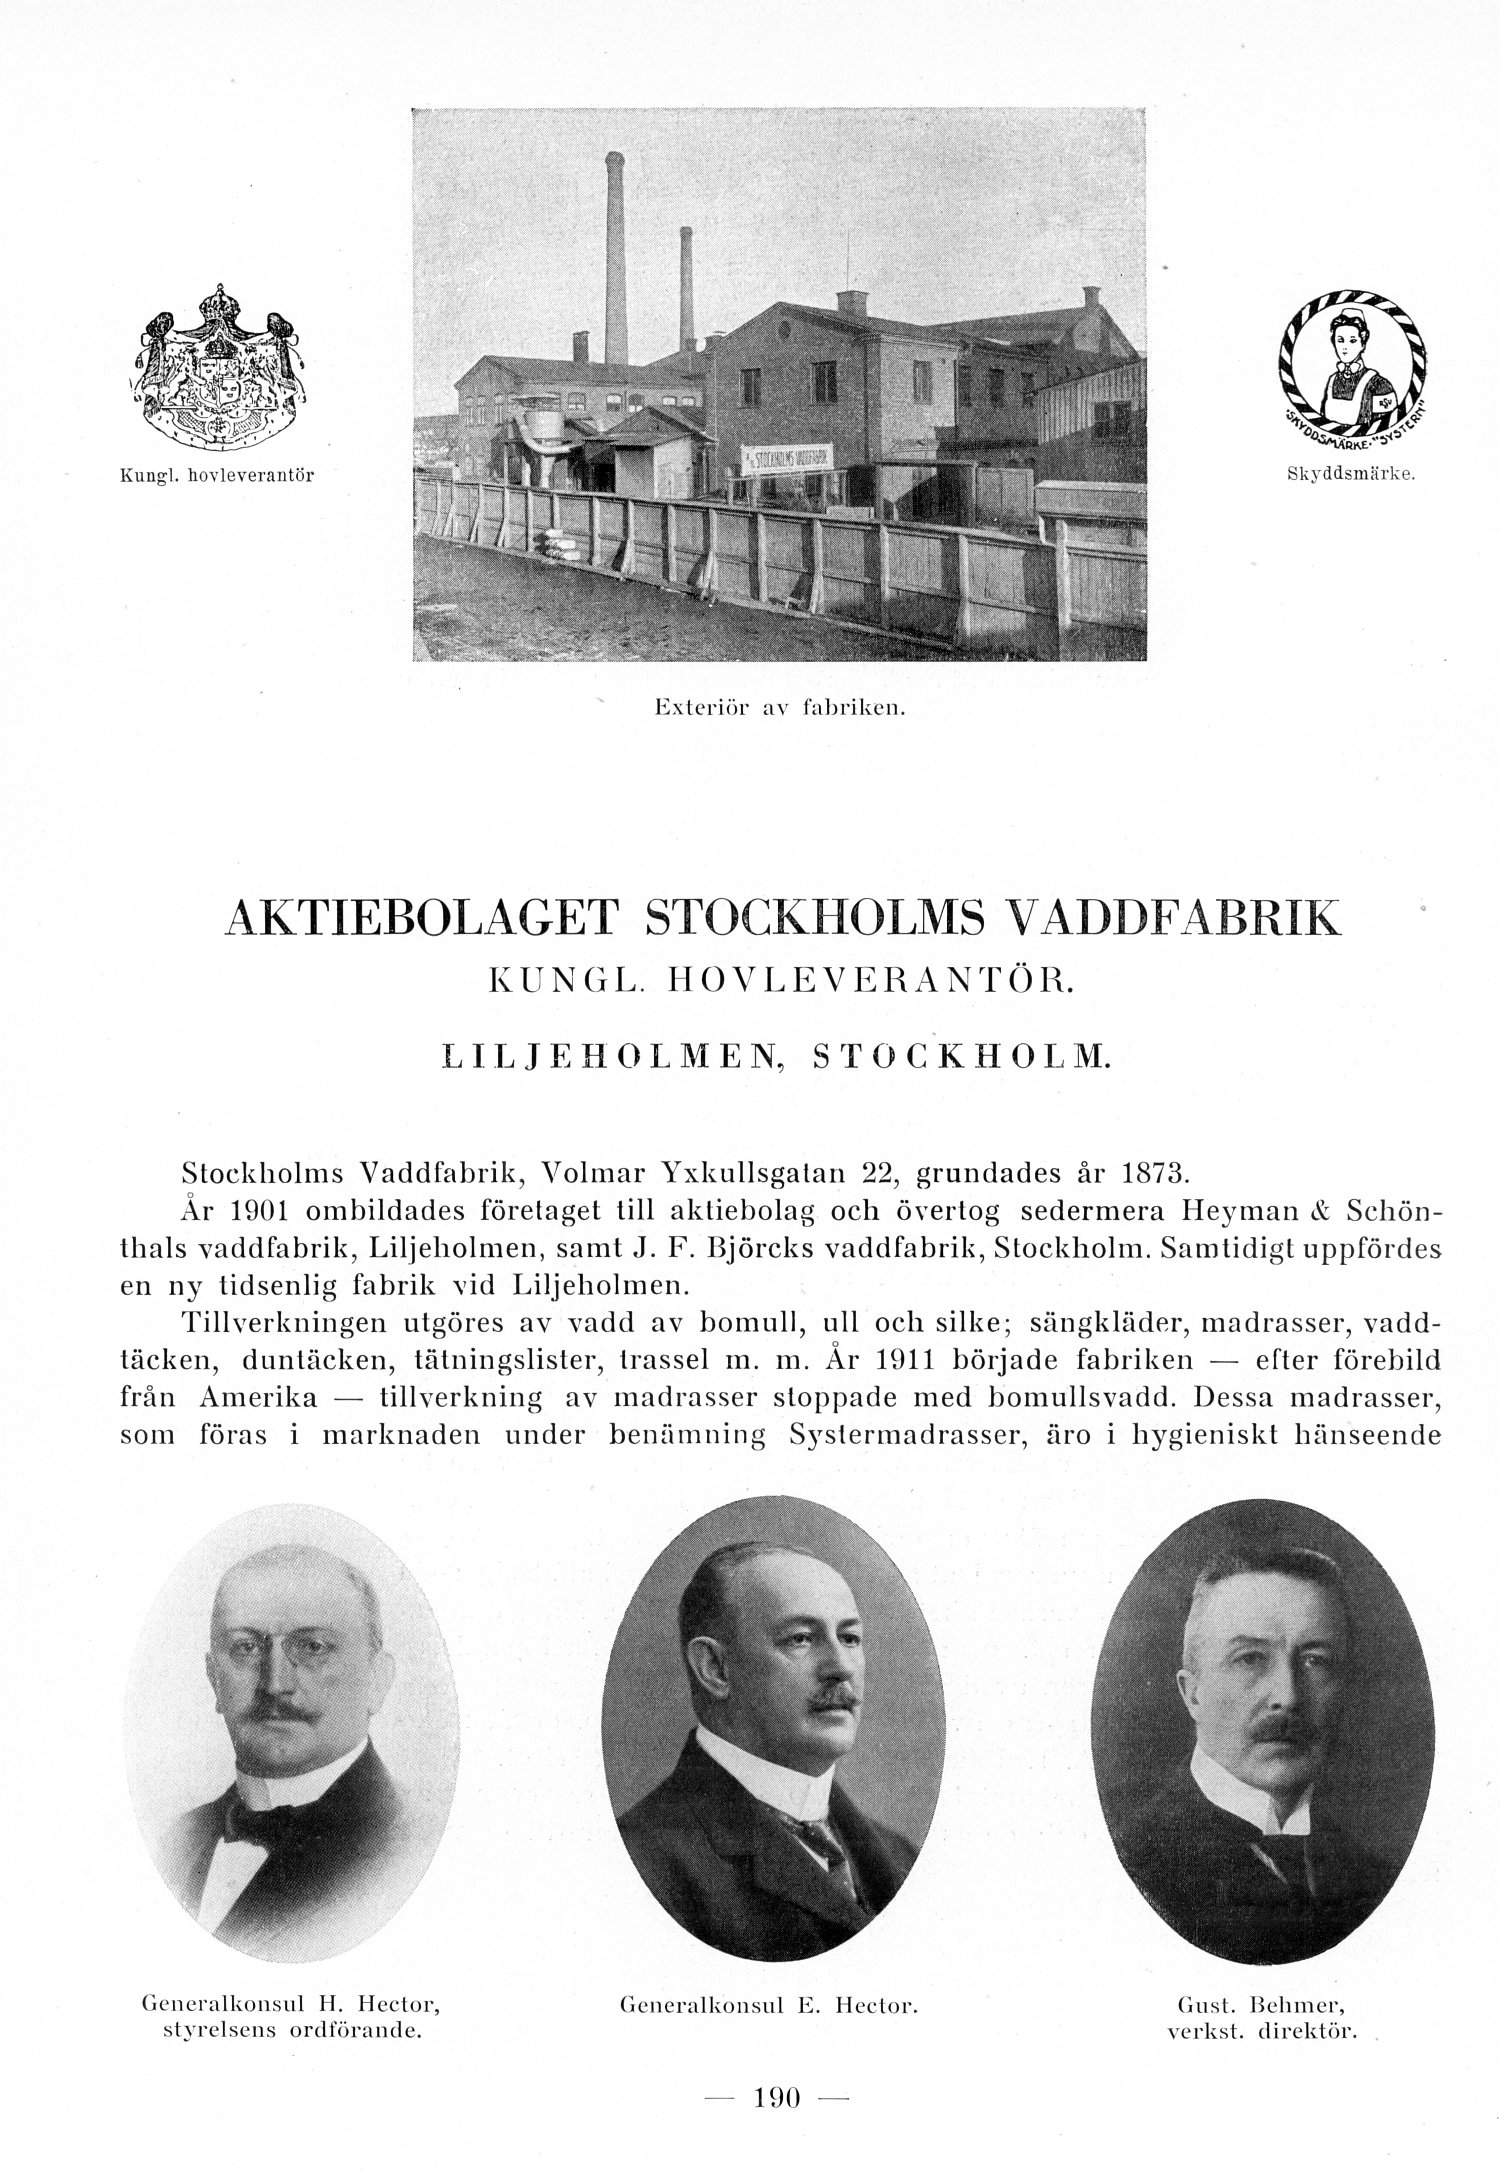 A/B STOCKHOLMS VADDFABRIK
Kungl. hovleverantör
SKYDDSMÄRKE "SYSTERN"
ASV
Skyddsmärke.
Exteriör av fabriken.
AKTIEBOLAGET STOCKHOLMS VADDFABRIK
KUNGL. HOVLEVERANTÖR.
LILJEHOLMEN, STOCKHOLM.
Stockholms Vaddfabrik, Volmar Yxkullsgatan 22, grundades år 1873.
År 1901 ombildades företaget till aktiebolag och övertog sedermera Heyman & Schön-
thals vaddfabrik, Liljeholmen, samt J. F. Björcks vaddfabrik, Stockholm. Samtidigt uppfördes
en ny tidsenlig fabrik vid Liljeholmen.
Tillverkningen utgöres av vadd av bomull, ull och silke; sängkläder, madrasser, vadd-
täcken, duntäcken, tätningslister, trassel m. m. År 1911 började fabriken — efter förebild
från Amerika — tillverkning av madrasser stoppade med bomullsvadd. Dessa madrasser,
som föras i marknaden under benämning Systermadrasser, äro i hygieniskt hänseende
Generalkonsul H. Hector,
styrelsens ordförande.
Generalkonsul E. Hector.
Gust. Behmer,
verkst. direktör.
— 190 —